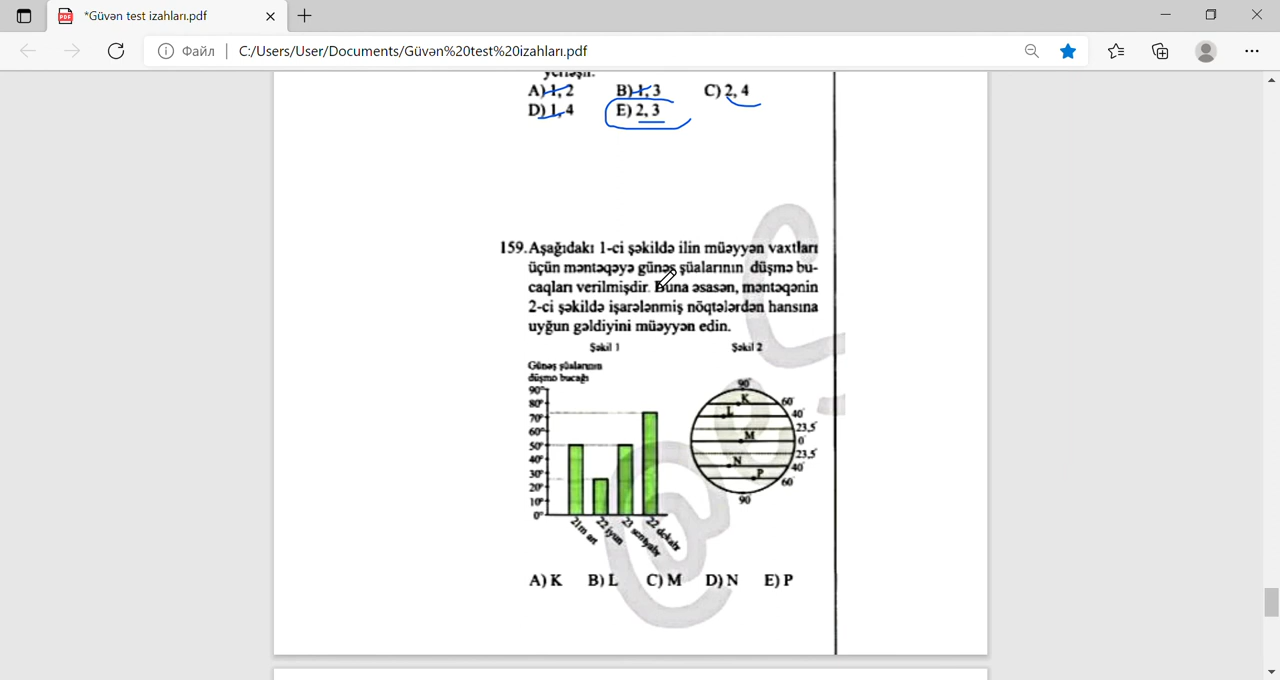 *Güvən test izahları.pdf
Файл
C:/Users/User/Documents/Güvən%20test%20izahları.pdf
yerləşir.
A) 1, 2 B) 1, 3 C) 2, 4
D) 1, 4 E) 2, 3
159. Aşağıdakı 1-ci şəkildə ilin müəyyən vaxtları
üçün məntəqəyə günəş şüalarının düşmə bu-
caqları verilmişdir. Buna əsasən, məntəqənin
2-ci şəkildə işarələnmiş nöqtələrdən hansına
uyğun gəldiyini müəyyən edin.
Şəkil 1 Şəkil 2
Günəş şüalarının
düşmə bucağı
90°
80°
70°
60°
50°
40°
30°
20°
10°
0°
21 mart
22 iyun
23 sentyabr
22 dekabr
90°
K 60°
L 40°
23,5°
M 0°
23,5°
N 40°
P 60°
90
A) K B) L C) M D) N E) P